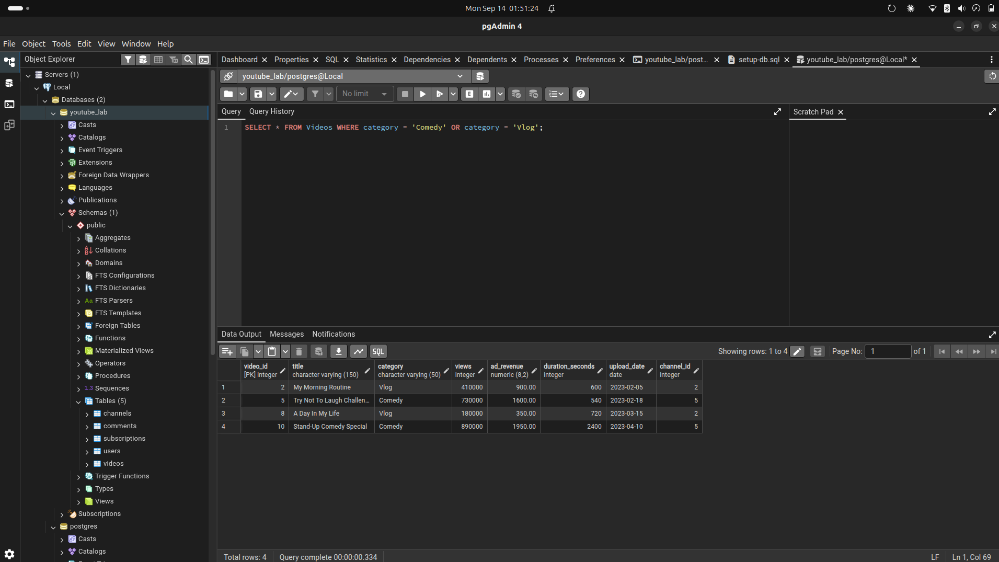 Mon Sep 14 01:51:24
pgAdmin 4
File Object Tools Edit View Window Help
Object Explorer
Dashboard Properties SQL Statistics Dependencies Dependents Processes Preferences youtube_lab/post... setup-db.sql youtube_lab/postgres@Local*
youtube_lab/postgres@Local
No limit
Query Query History
Scratch Pad
1 SELECT * FROM Videos WHERE category = 'Comedy' OR category = 'Vlog';
Servers (1)
Local
Databases (2)
youtube_lab
Casts
Catalogs
Event Triggers
Extensions
Foreign Data Wrappers
Languages
Publications
Schemas (1)
public
Aggregates
Collations
Domains
FTS Configurations
FTS Dictionaries
Aa FTS Parsers
FTS Templates
Foreign Tables
Functions
Materialized Views
Operators
Procedures
1..3 Sequences
Tables (5)
channels
comments
subscriptions
users
videos
Trigger Functions
Types
Views
Subscriptions
postgres
Casts
Catalogs
Data Output Messages Notifications
SQL
Showing rows: 1 to 4
Page No: 1 of 1
video_id title category views ad_revenue duration_seconds upload_date channel_id
[PK] integer character varying (150) character varying (50) integer numeric (8,2) integer date integer
1 2 My Morning Routine Vlog 410000 900.00 600 2023-02-05 2
2 5 Try Not To Laugh Challen... Comedy 730000 1600.00 540 2023-02-18 5
3 8 A Day In My Life Vlog 180000 350.00 720 2023-03-15 2
4 10 Stand-Up Comedy Special Comedy 890000 1950.00 2400 2023-04-10 5
Total rows: 4 Query complete 00:00:00.334
LF Ln 1, Col 69